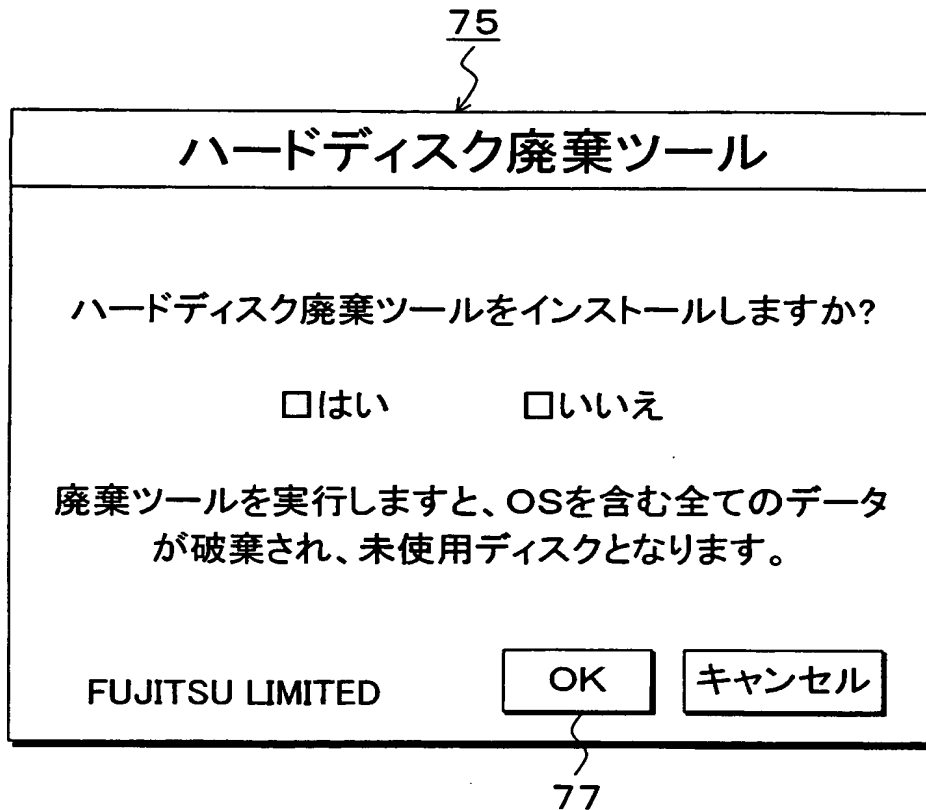 75
ハードディスク廃棄ツール
ハードディスク廃棄ツールをインストールしますか?
□はい □いいえ
廃棄ツールを実行しますと、OSを含む全てのデータ
が破棄され、未使用ディスクとなります。
FUJITSU LIMITED OK キャンセル
77